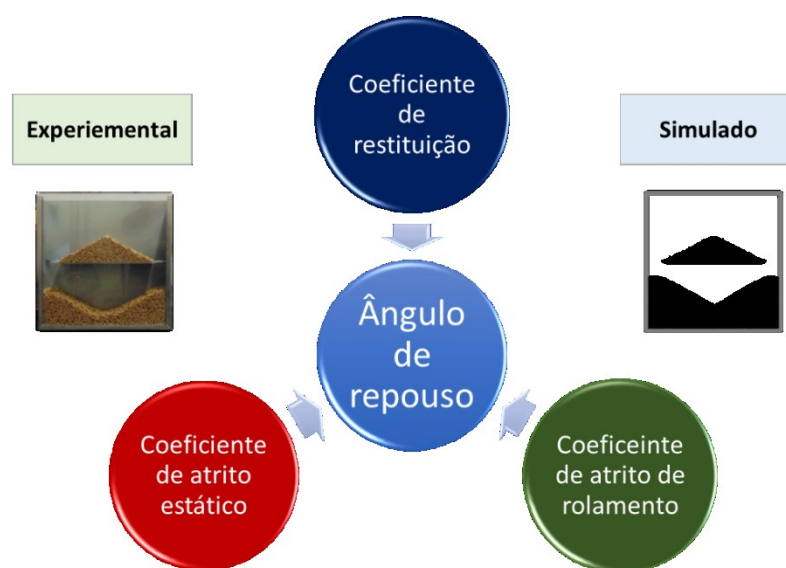 Coeficiente
de
restituição
Experiemental
Simulado
Ângulo
de
repouso
Coeficiente
de atrito
estático
Coeficeinte
de atrito de
rolamento